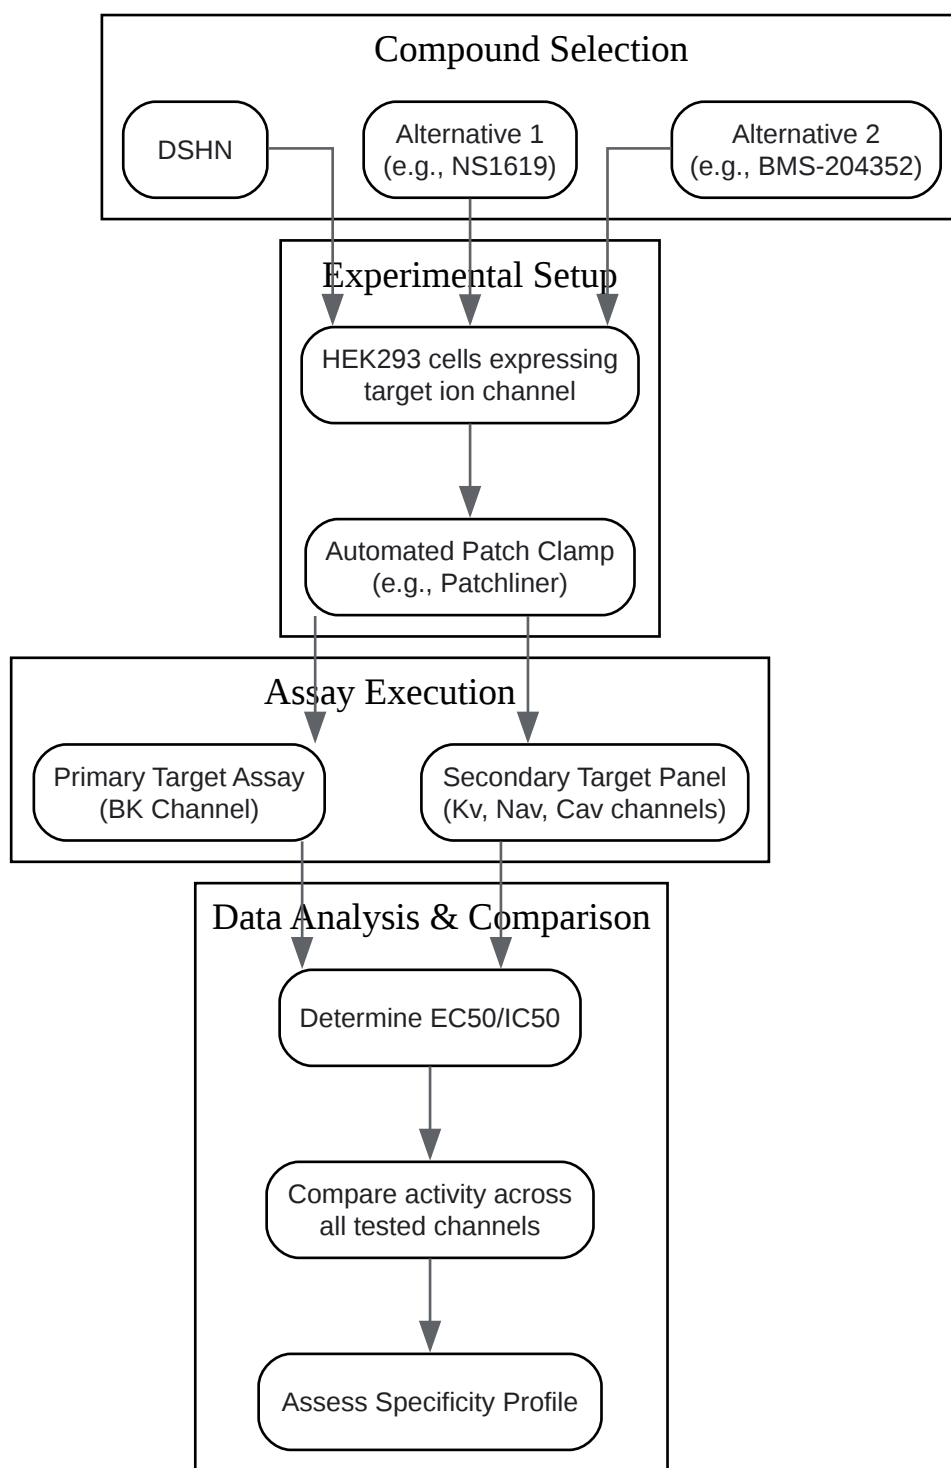 Compound Selection
DSHN
Alternative 1
(e.g., NS1619)
Alternative 2
(e.g., BMS-204352)
Experimental Setup
HEK293 cells expressing
target ion channel
Automated Patch Clamp
(e.g., Patchliner)
Assay Execution
Primary Target Assay
(BK Channel)
Secondary Target Panel
(Kv, Nav, Cav channels)
Data Analysis & Comparison
Determine EC50/IC50
Compare activity across
all tested channels
Assess Specificity Profile